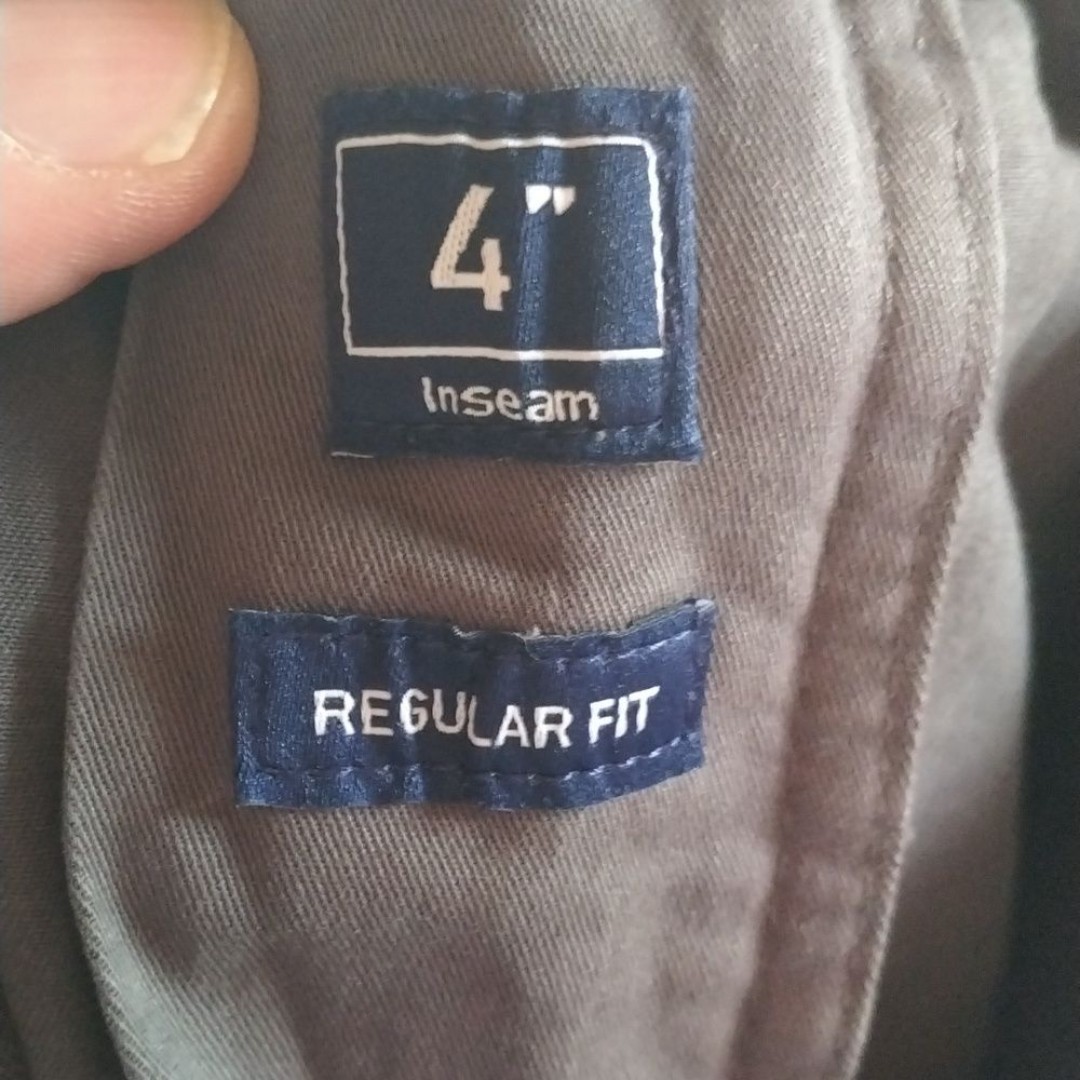 4"
Inseam
REGULAR FIT